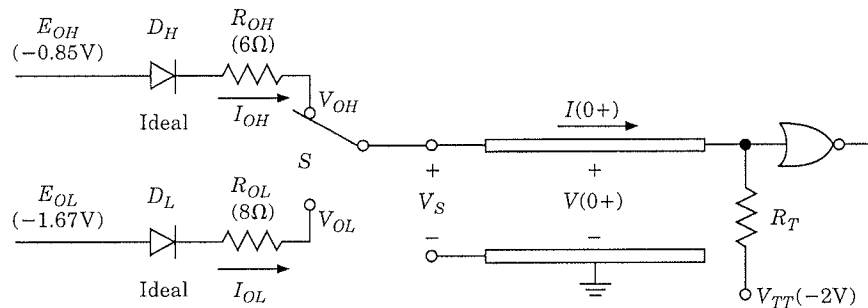 E_OH D_H R_OH
(−0.85V) (6Ω)
V_OH
Ideal I_OH
I(0+)
S
+ +
E_OL D_L R_OL
(−1.67V) (8Ω)
V_OL
V_S V(0+)
R_T
− −
Ideal I_OL
V_TT(−2V)